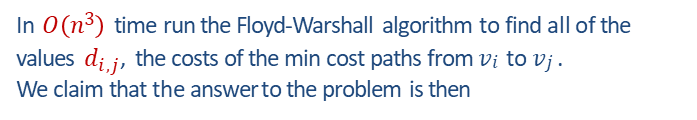 In O(n³) time run the Floyd-Warshall algorithm to find all of the
values d_{i,j}, the costs of the min cost paths from v_i to v_j.
We claim that the answer to the problem is then